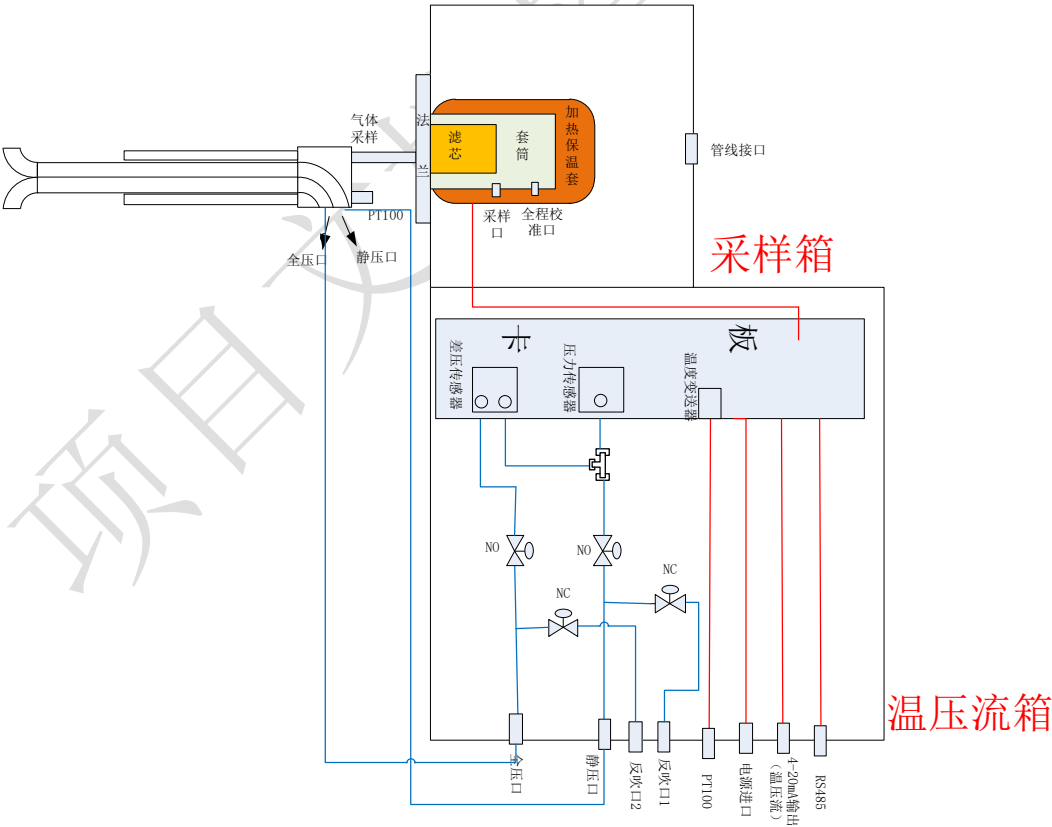 气体
采样
法
兰
滤
芯
套
筒
加
热
保
温
套
管线接口
PT100
采样
口
全程校
准口
全压口
静压口
采样箱
卡
板
差压传感器
压力传感器
温度变送器
NO
NO
NC
NC
温压流箱
全压口
静压口
反吹口2
反吹口1
PT100
电源进口
4-20mA输出
（温压流）
RS485
项目文